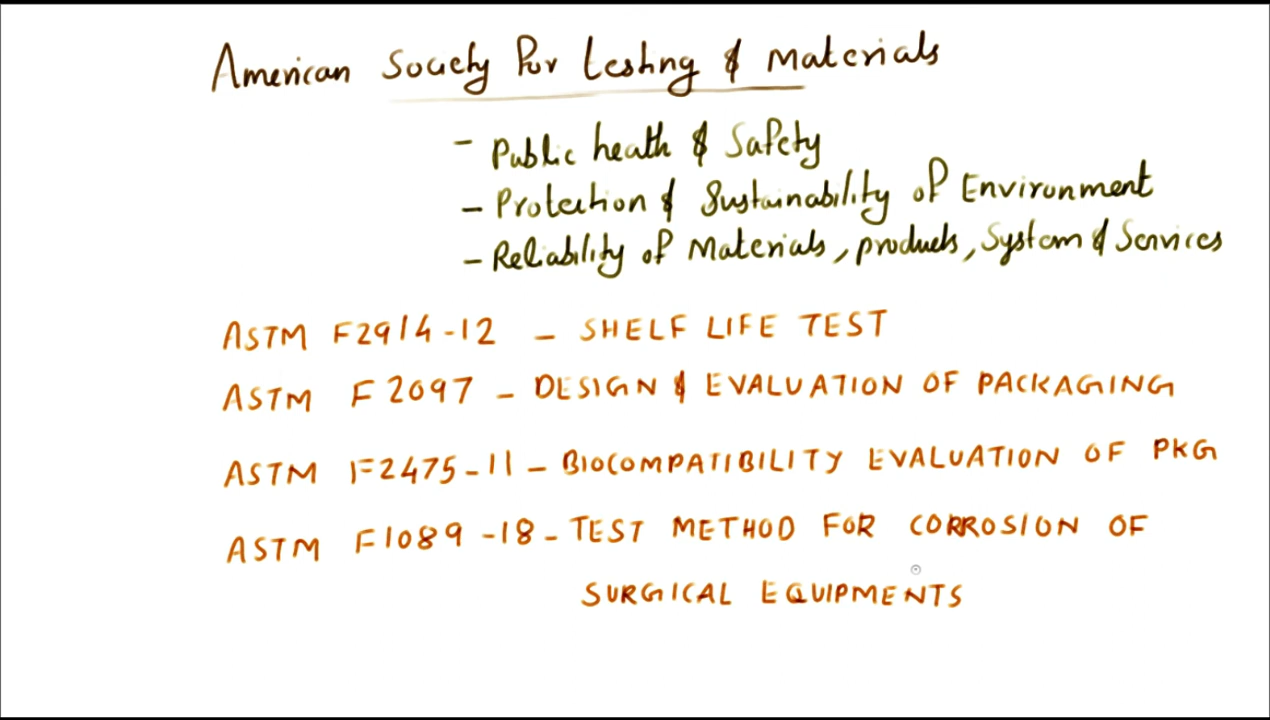 American Society for testing & materials
- Public heath & Safety
- Protection & Sustainability of Environment
- Reliability of Materials, products, System & Services
ASTM F2914-12 - SHELF LIFE TEST
ASTM F 2097 - DESIGN & EVALUATION OF PACKAGING
ASTM F2475-11 - BIOCOMPATIBILITY EVALUATION OF PKG
ASTM F1089-18 - TEST METHOD FOR CORROSION OF
SURGICAL EQUIPMENTS